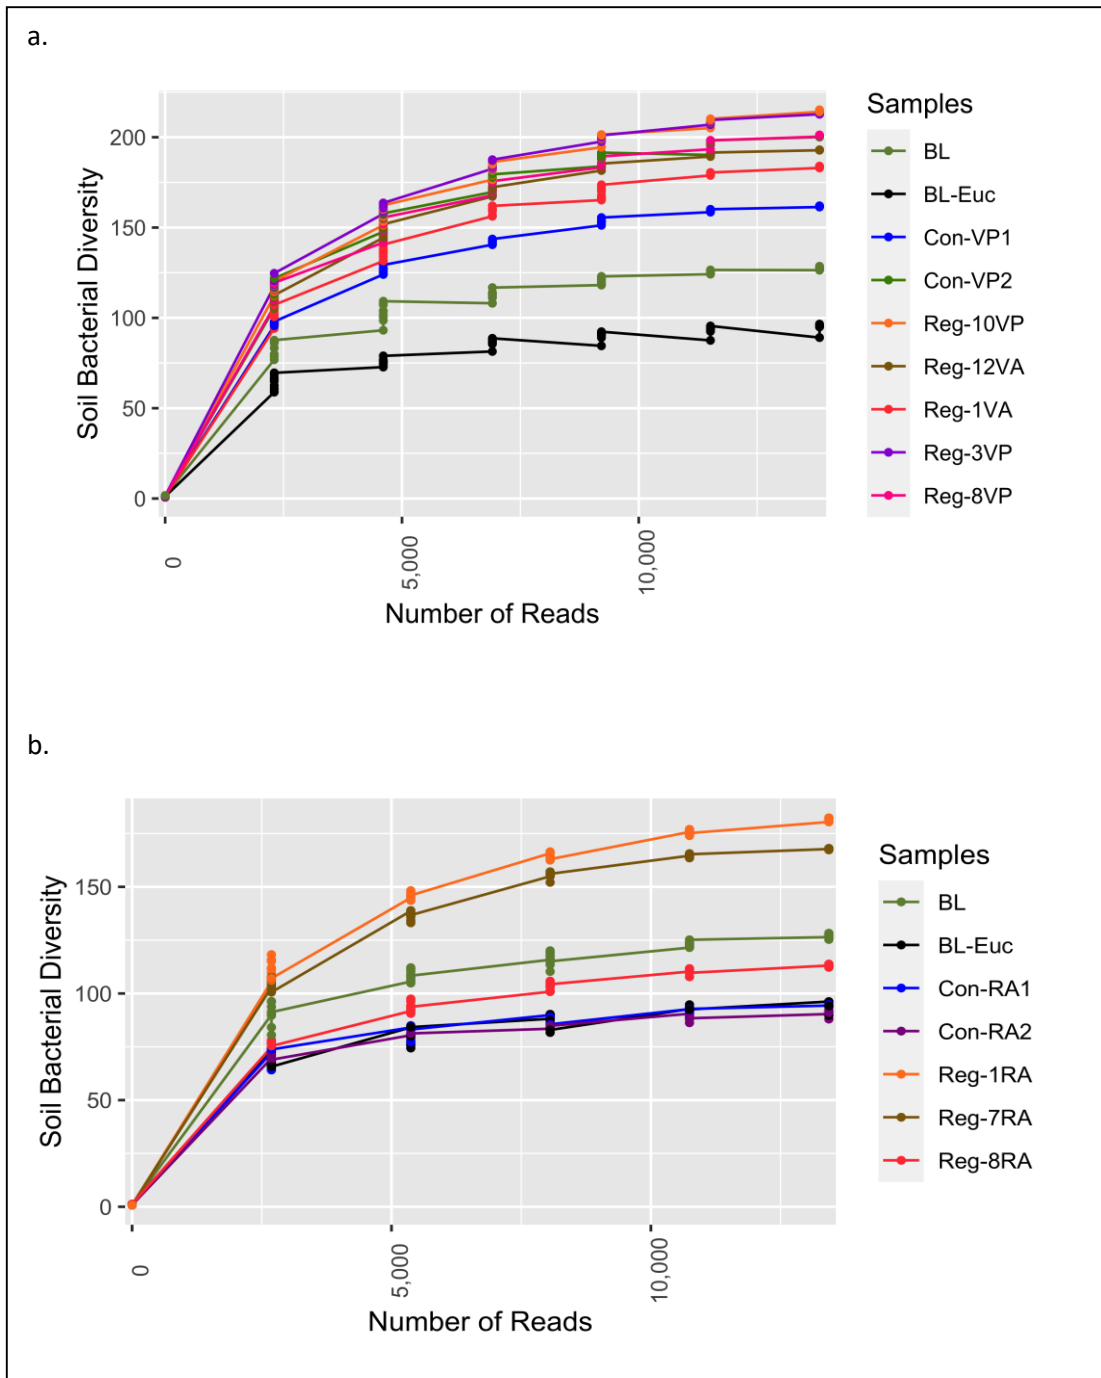 a.
Soil Bacterial Diversity
200
150
100
50
0
0
5,000
10,000
Number of Reads
Samples
BL
BL-Euc
Con-VP1
Con-VP2
Reg-10VP
Reg-12VA
Reg-1VA
Reg-3VP
Reg-8VP
b.
Soil Bacterial Diversity
150
100
50
0
0
5,000
10,000
Number of Reads
Samples
BL
BL-Euc
Con-RA1
Con-RA2
Reg-1RA
Reg-7RA
Reg-8RA